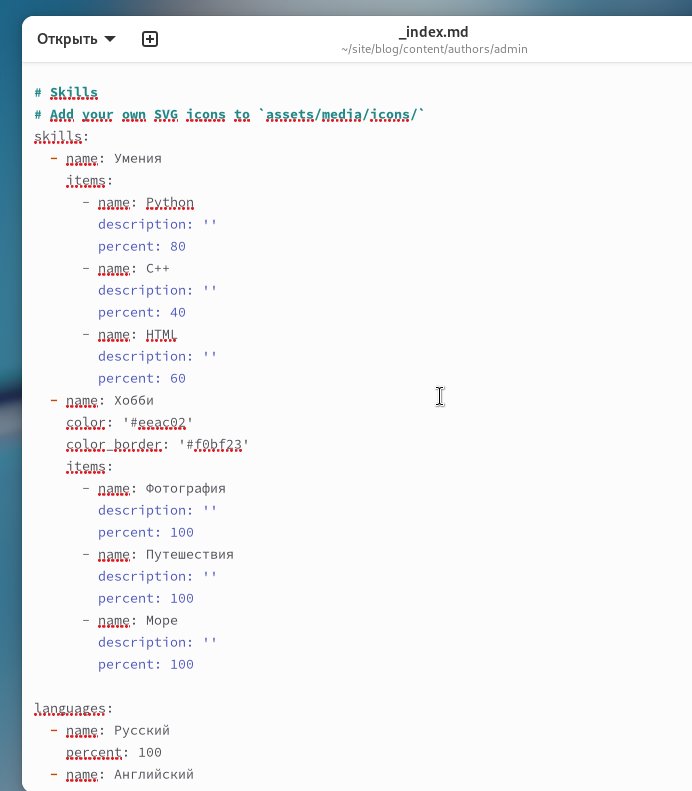 Открыть
_index.md
~/site/blog/content/authors/admin
# Skills
# Add your own SVG icons to `assets/media/icons/`
skills:
  - name: Умения
    items:
      - name: Python
        description: ''
        percent: 80
      - name: C++
        description: ''
        percent: 40
      - name: HTML
        description: ''
        percent: 60
  - name: Хобби
    color: '#eeac02'
    color_border: '#f0bf23'
    items:
      - name: Фотография
        description: ''
        percent: 100
      - name: Путешествия
        description: ''
        percent: 100
      - name: Море
        description: ''
        percent: 100
languages:
  - name: Русский
    percent: 100
  - name: Английский